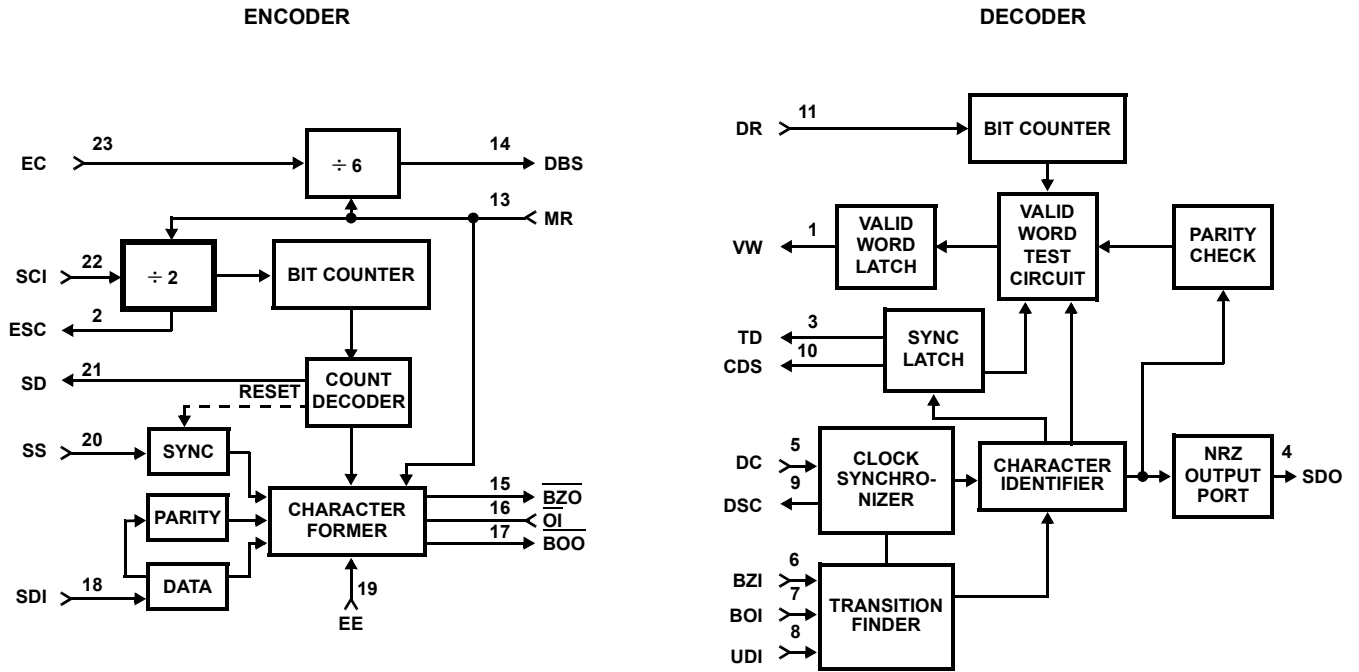 ENCODER
EC
23
÷ 6
14
DBS
13
MR
SCI
22
÷ 2
BIT COUNTER
ESC
2
SD
21
RESET
COUNT
DECODER
SS
20
SYNC
PARITY
SDI
18
DATA
CHARACTER
FORMER
15
B̅Z̅O̅
16
O̅I̅
17
B̅O̅O̅
19
EE
DECODER
DR
11
BIT COUNTER
VW
1
VALID
WORD
LATCH
VALID
WORD
TEST
CIRCUIT
PARITY
CHECK
TD
3
CDS
10
SYNC
LATCH
DC
5
DSC
9
CLOCK
SYNCHRO-
NIZER
CHARACTER
IDENTIFIER
NRZ
OUTPUT
PORT
4
SDO
BZI
6
BOI
7
UDI
8
TRANSITION
FINDER